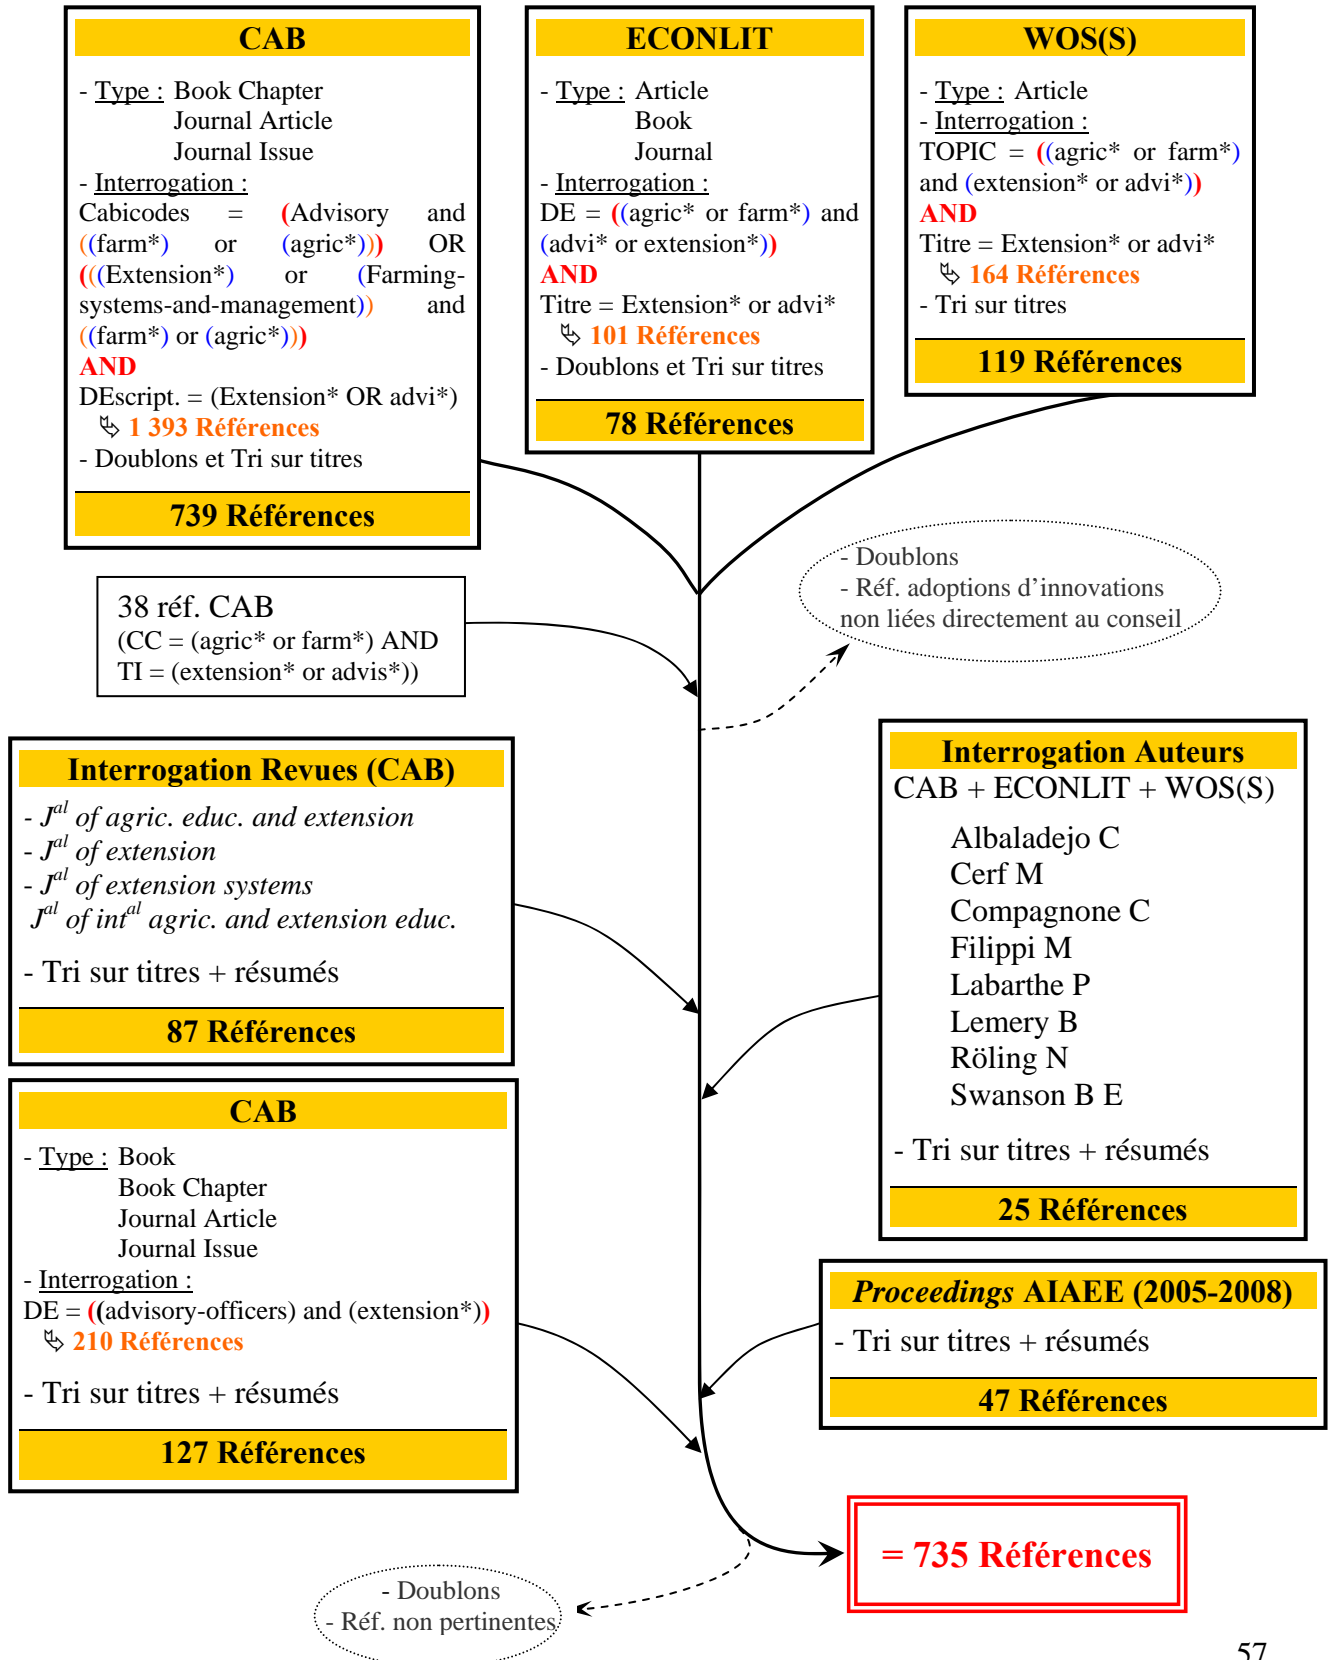 CAB
- Type : Book Chapter
Journal Article
Journal Issue
- Interrogation :
Cabicodes = (Advisory and
((farm*) or (agric*))) OR
(((Extension*) or (Farming-
systems-and-management)) and
((farm*) or (agric*)))
AND
DEscript. = (Extension* OR advi*)
↳ 1 393 Références
- Doublons et Tri sur titres
739 Références
ECONLIT
- Type : Article
Book
Journal
- Interrogation :
DE = ((agric* or farm*) and
(advi* or extension*))
AND
Titre = Extension* or advi*
↳ 101 Références
- Doublons et Tri sur titres
78 Références
WOS(S)
- Type : Article
- Interrogation :
TOPIC = ((agric* or farm*)
and (extension* or advi*))
AND
Titre = Extension* or advi*
↳ 164 Références
- Tri sur titres
119 Références
- Doublons
- Réf. adoptions d’innovations
non liées directement au conseil
38 réf. CAB
(CC = (agric* or farm*) AND
TI = (extension* or advis*))
Interrogation Revues (CAB)
- Jal of agric. educ. and extension
- Jal of extension
- Jal of extension systems
Jal of intal agric. and extension educ.
- Tri sur titres + résumés
87 Références
Interrogation Auteurs
CAB + ECONLIT + WOS(S)
Albaladejo C
Cerf M
Compagnone C
Filippi M
Labarthe P
Lemery B
Röling N
Swanson B E
- Tri sur titres + résumés
25 Références
CAB
- Type : Book
Book Chapter
Journal Article
Journal Issue
- Interrogation :
DE = ((advisory-officers) and (extension*))
↳ 210 Références
- Tri sur titres + résumés
127 Références
Proceedings AIAEE (2005-2008)
- Tri sur titres + résumés
47 Références
= 735 Références
- Doublons
- Réf. non pertinentes
57